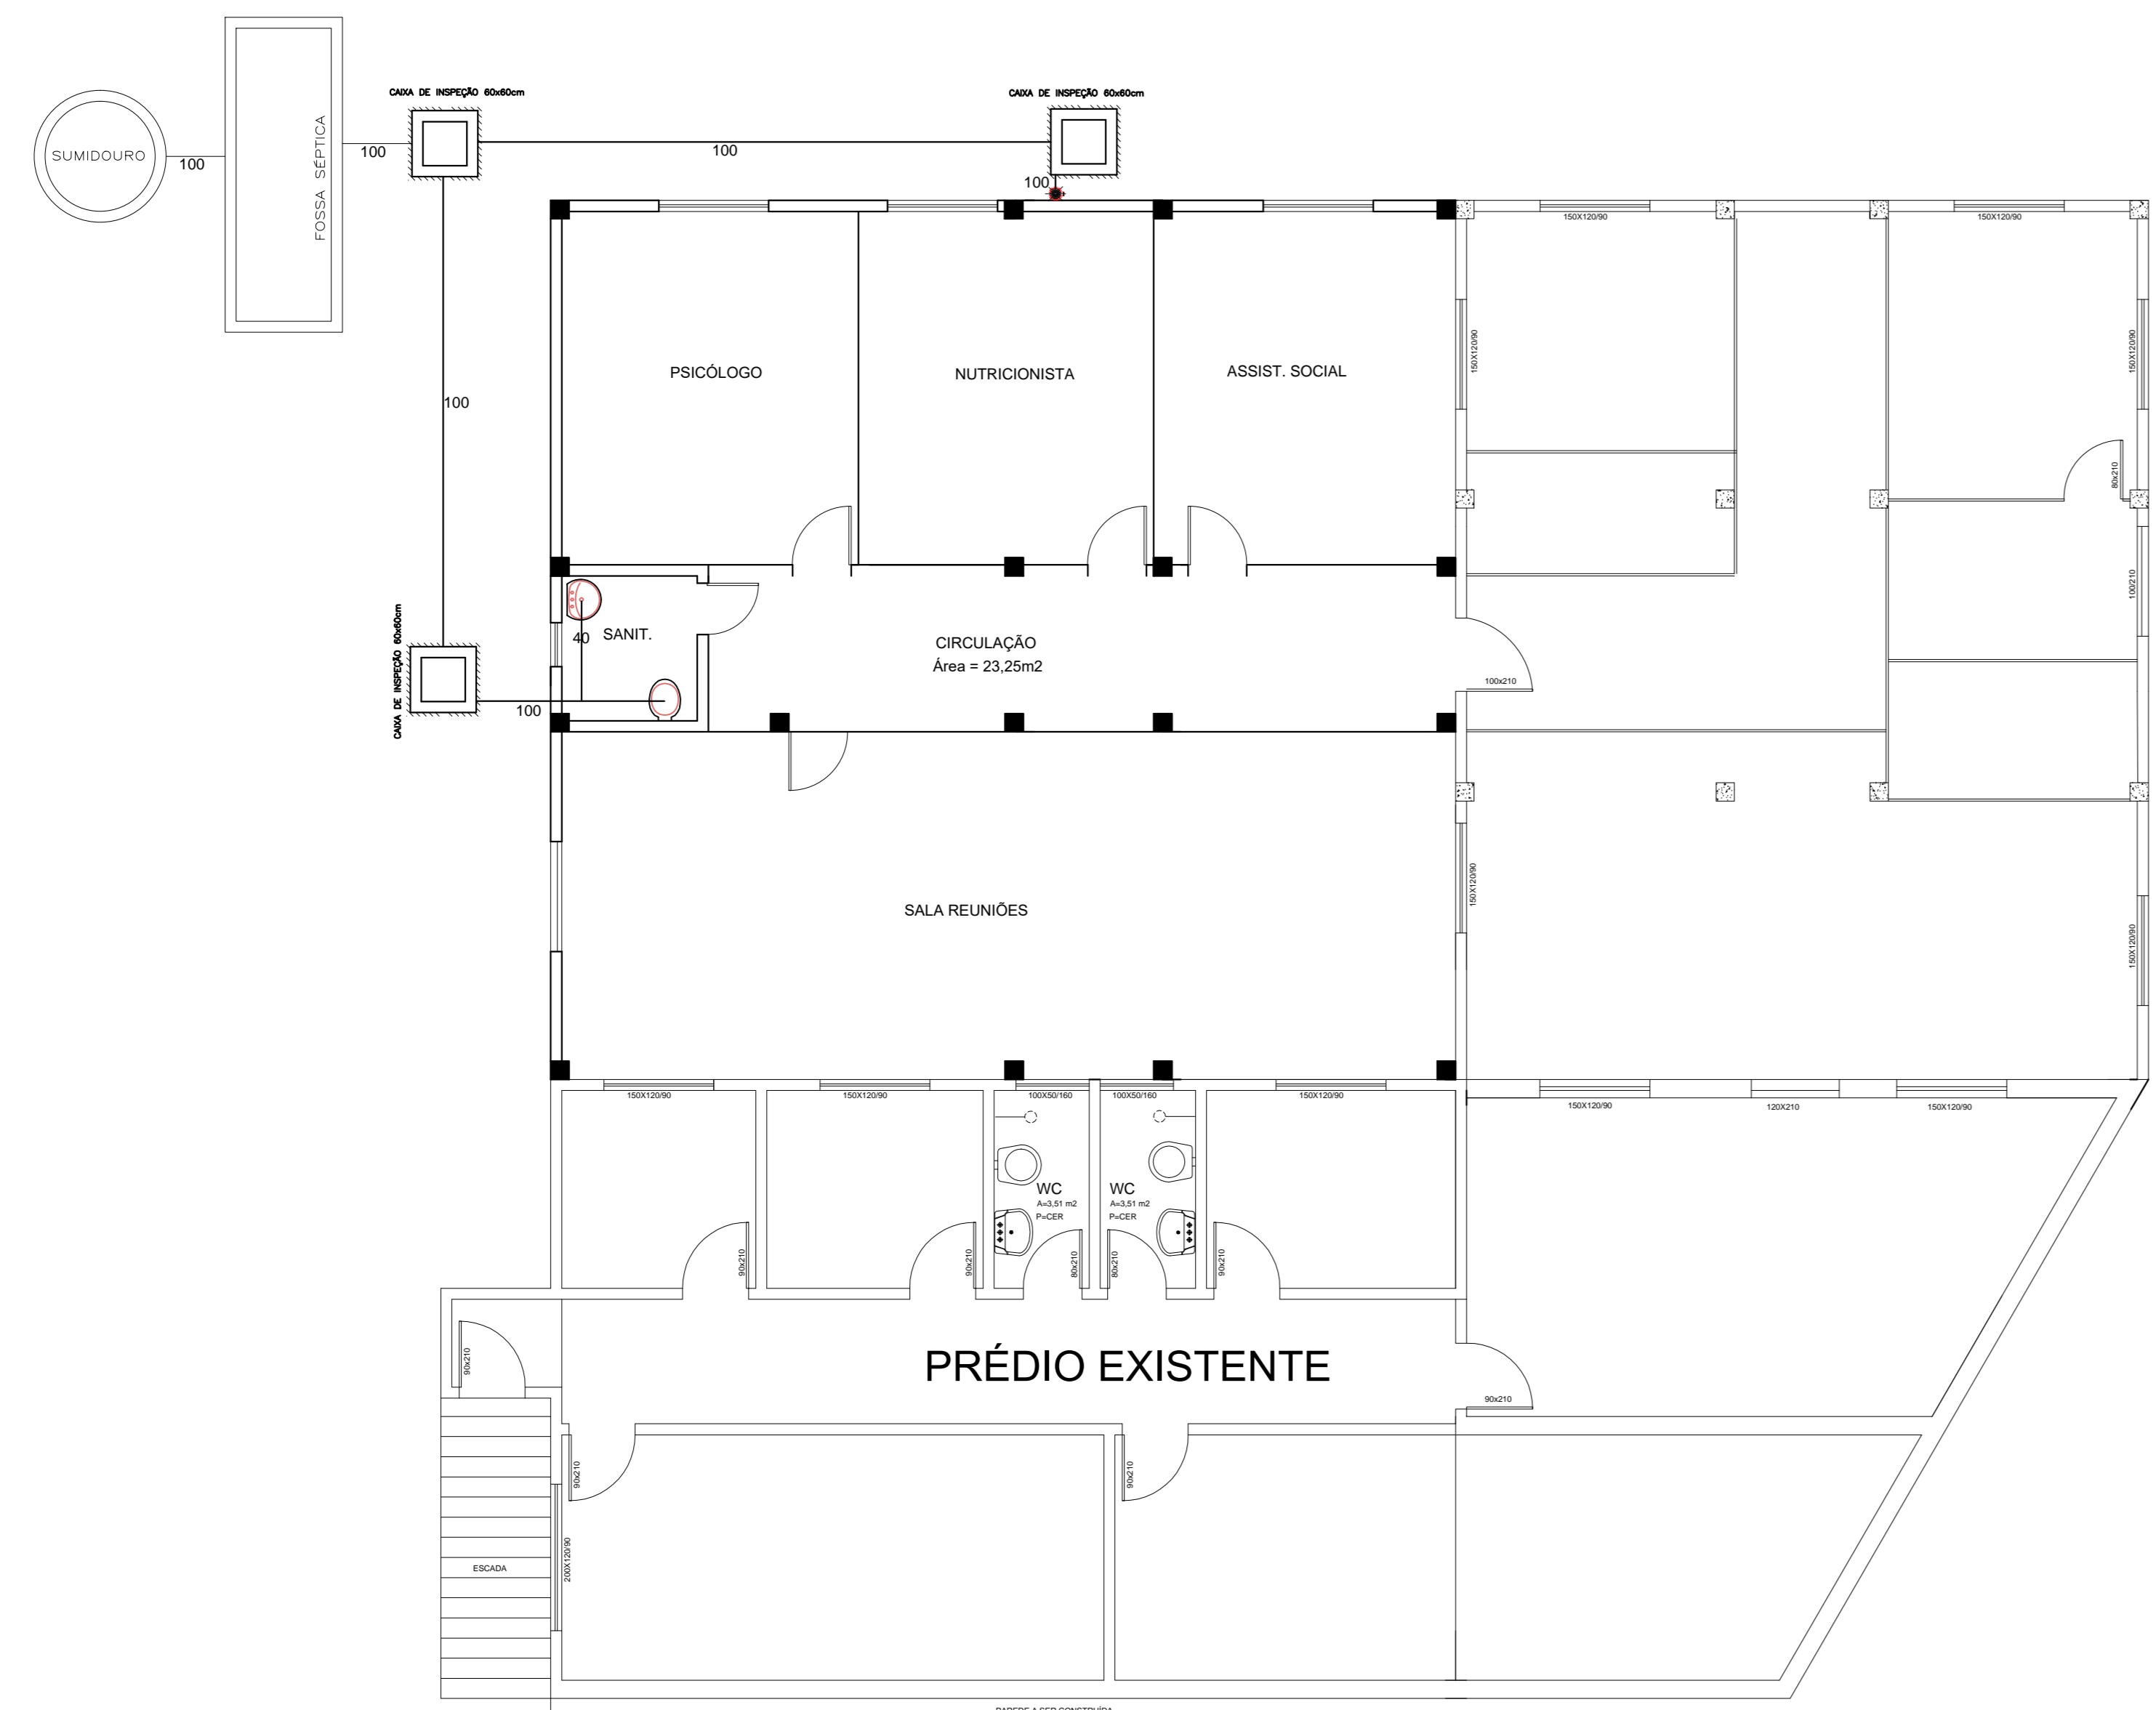 CAIXA DE INSPEÇÃO 60x60cm
CAIXA DE INSPEÇÃO 60x60cm
SUMIDOURO
100
FOSSA SÉPTICA
100
100
100
150X120/90
150X120/90
150X120/90
150X120/90
PSICÓLOGO
NUTRICIONISTA
ASSIST. SOCIAL
100
80x210
100/210
CAIXA DE INSPEÇÃO 60x60cm
40
SANIT.
CIRCULAÇÃO
Área = 23,25m2
100x210
100
SALA REUNIÕES
150X120/90
150X120/90
150X120/90
150X120/90
100X50/160
100X50/160
150X120/90
150X120/90
120X210
150X120/90
WC
A=3,51 m2
P=CER
WC
A=3,51 m2
P=CER
90x210
90x210
80x210
80x210
90x210
90x210
PRÉDIO EXISTENTE
90x210
90x210
90x210
200X120/90
ESCADA
PAREDE A SER CONSTRUÍDA